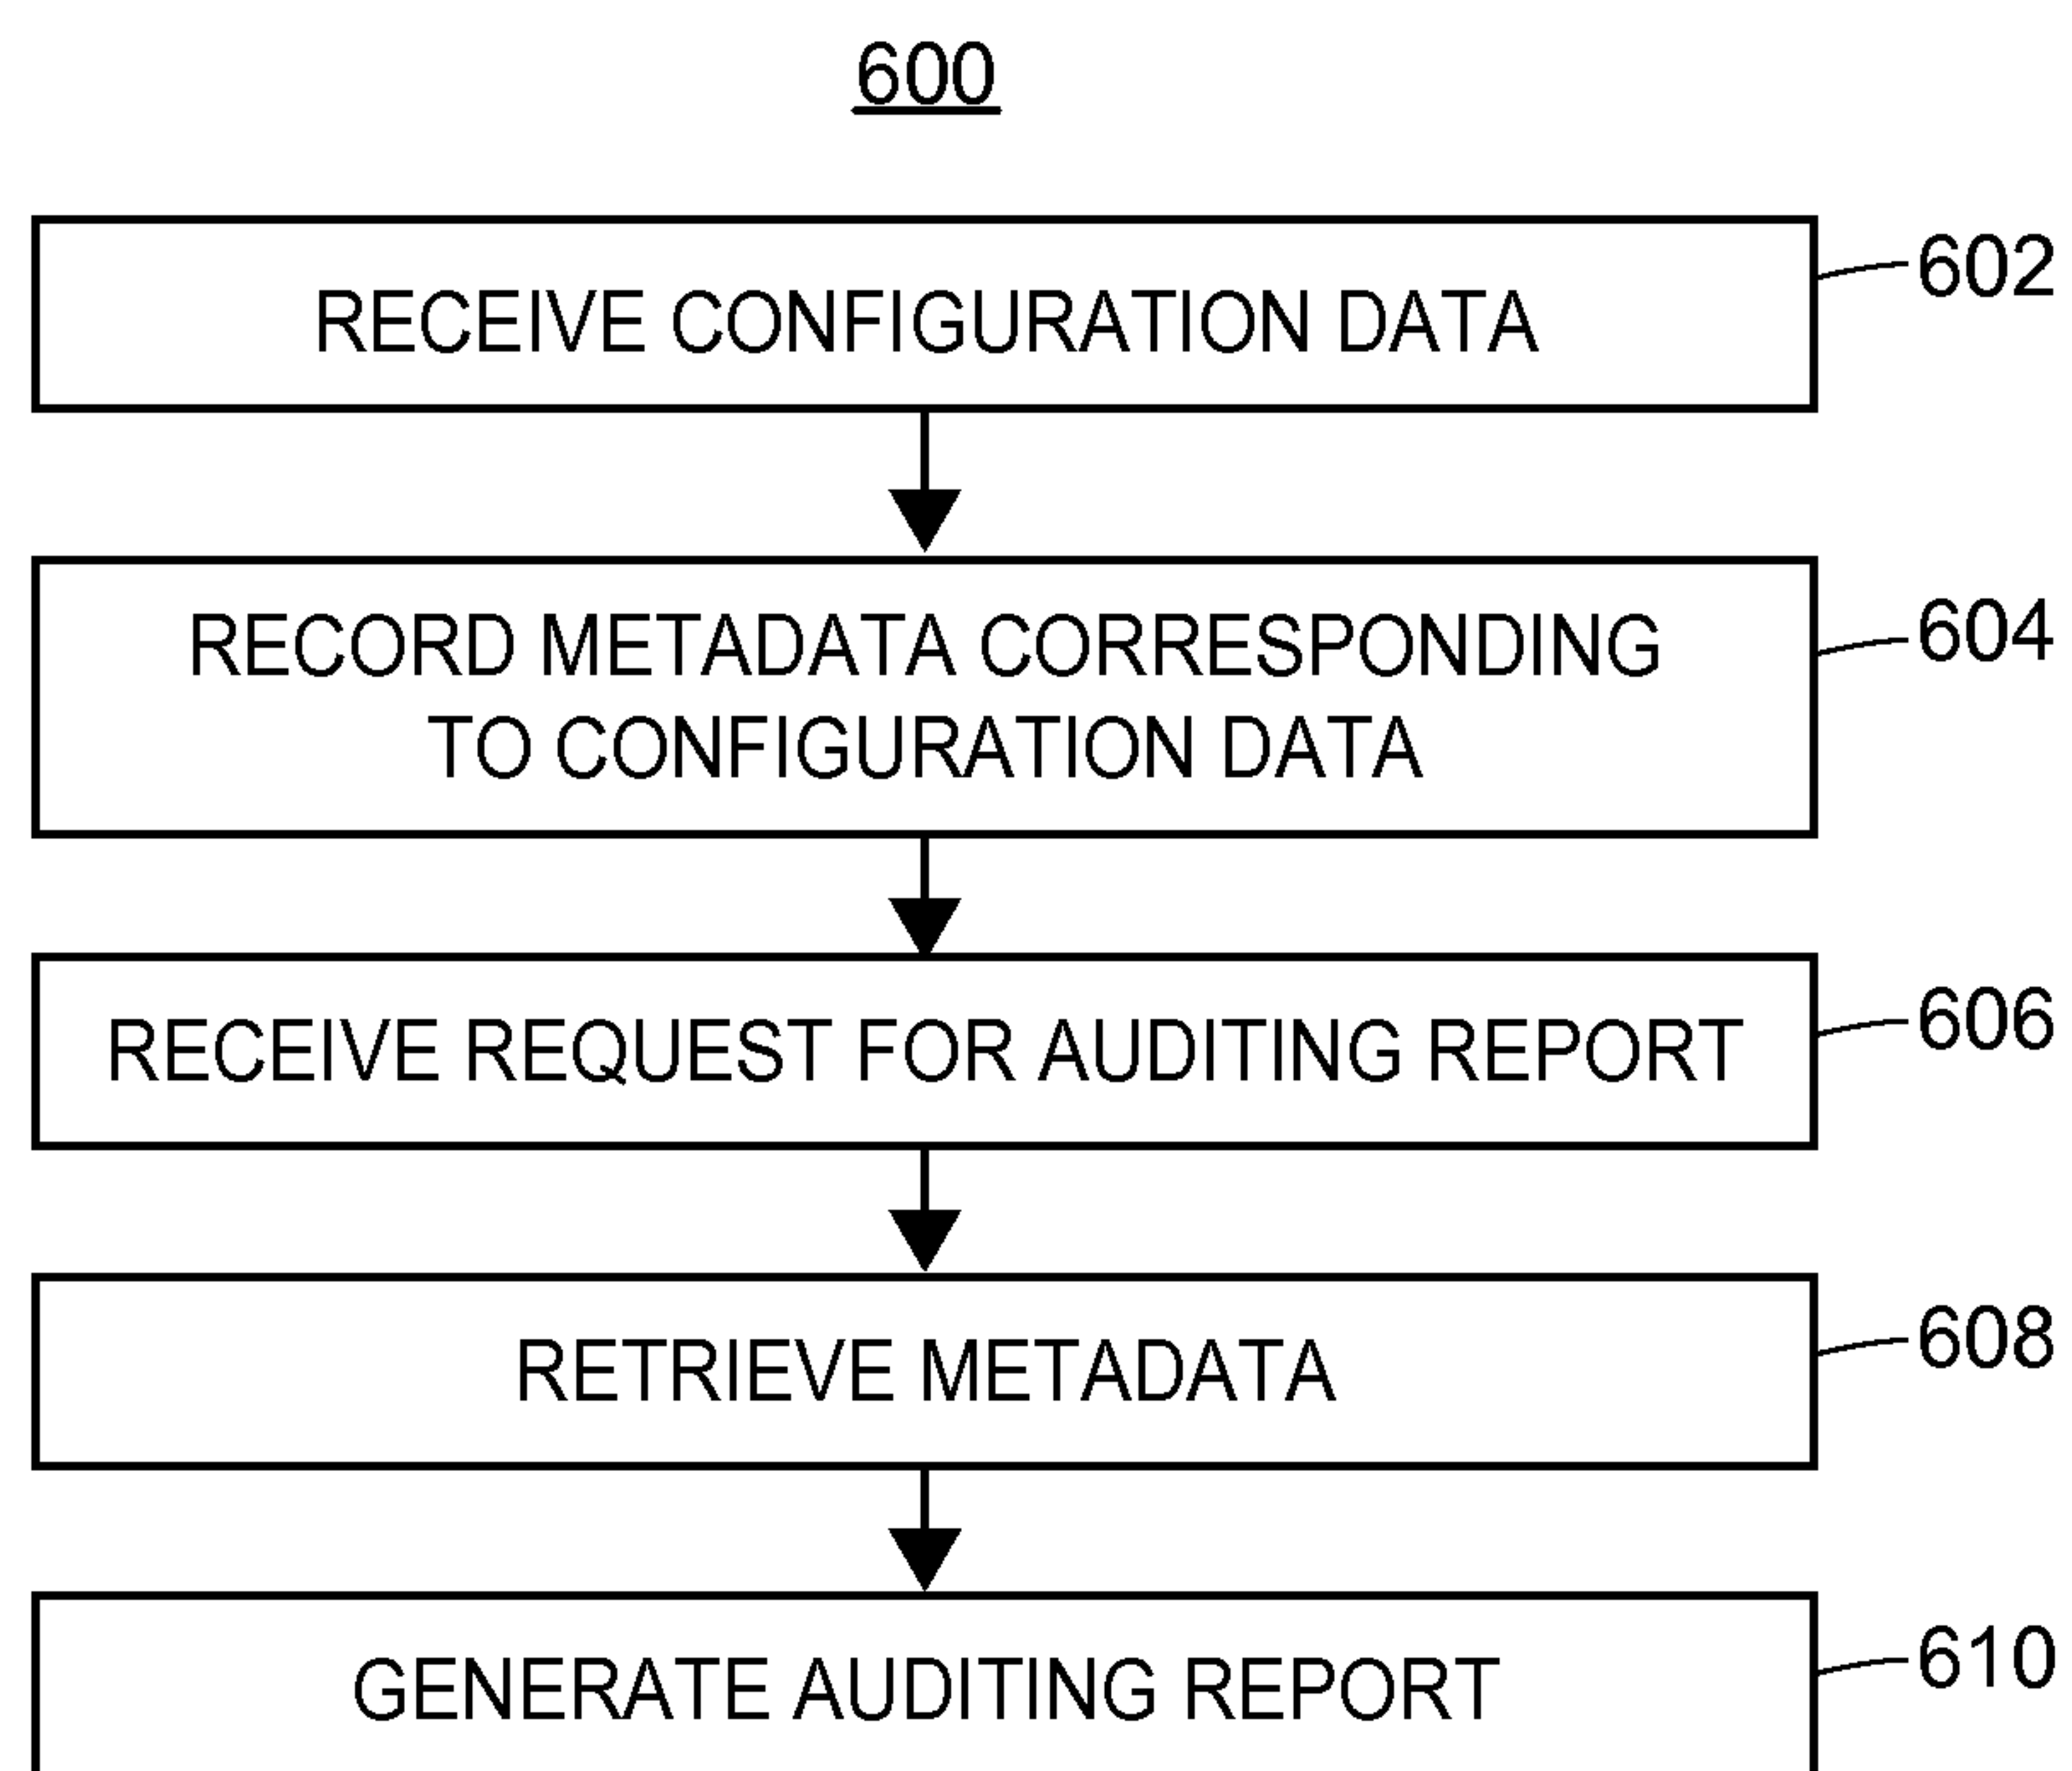 600
RECEIVE CONFIGURATION DATA
602
RECORD METADATA CORRESPONDING
TO CONFIGURATION DATA
604
RECEIVE REQUEST FOR AUDITING REPORT
606
RETRIEVE METADATA
608
GENERATE AUDITING REPORT
610